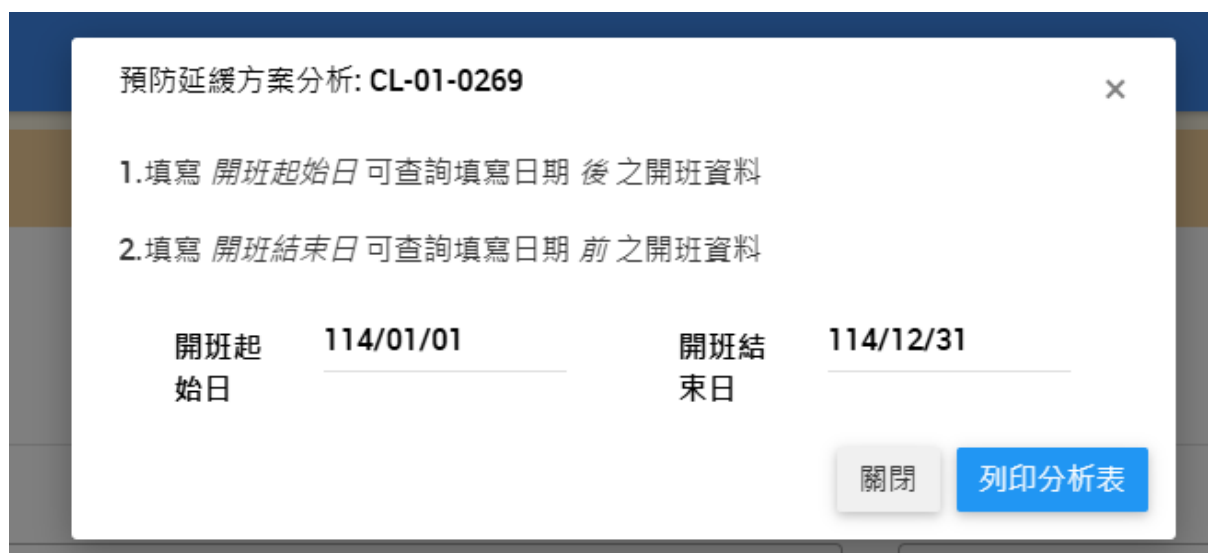 預防延緩方案分析: CL-01-0269
×
1.填寫 開班起始日 可查詢填寫日期 後 之開班資料
2.填寫 開班結束日 可查詢填寫日期 前 之開班資料
開班起
始日
114/01/01
開班結
束日
114/12/31
關閉
列印分析表